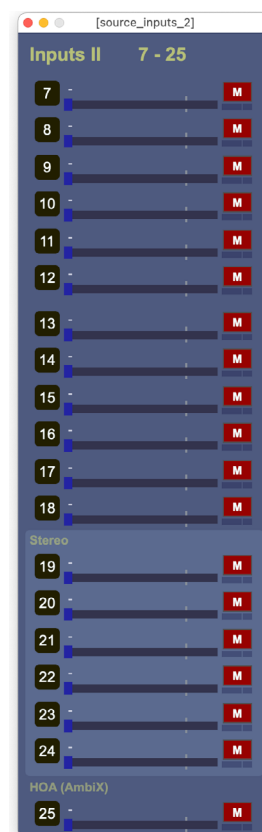 [source_inputs_2]
Inputs II 7 - 25
7 - M
8 - M
9 - M
10 - M
11 - M
12 - M
13 - M
14 - M
15 - M
16 - M
17 - M
18 - M
Stereo
19 - M
20 - M
21 - M
22 - M
23 - M
24 - M
HOA (AmbiX)
25 - M